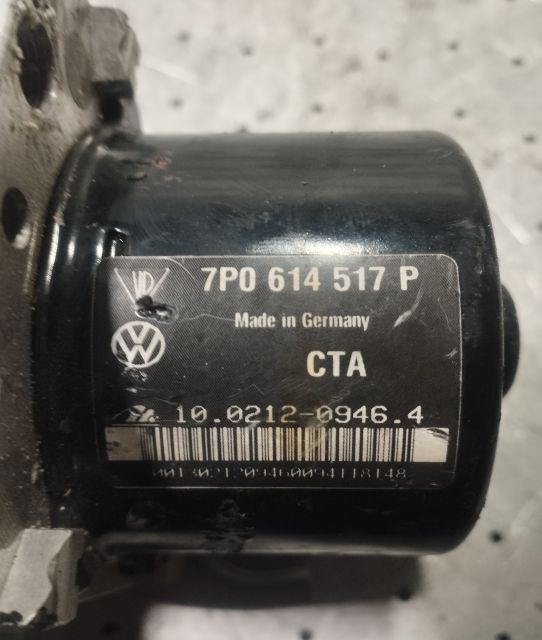 7P0 614 517 P
Made in Germany
CTA
10.0212-0946.4